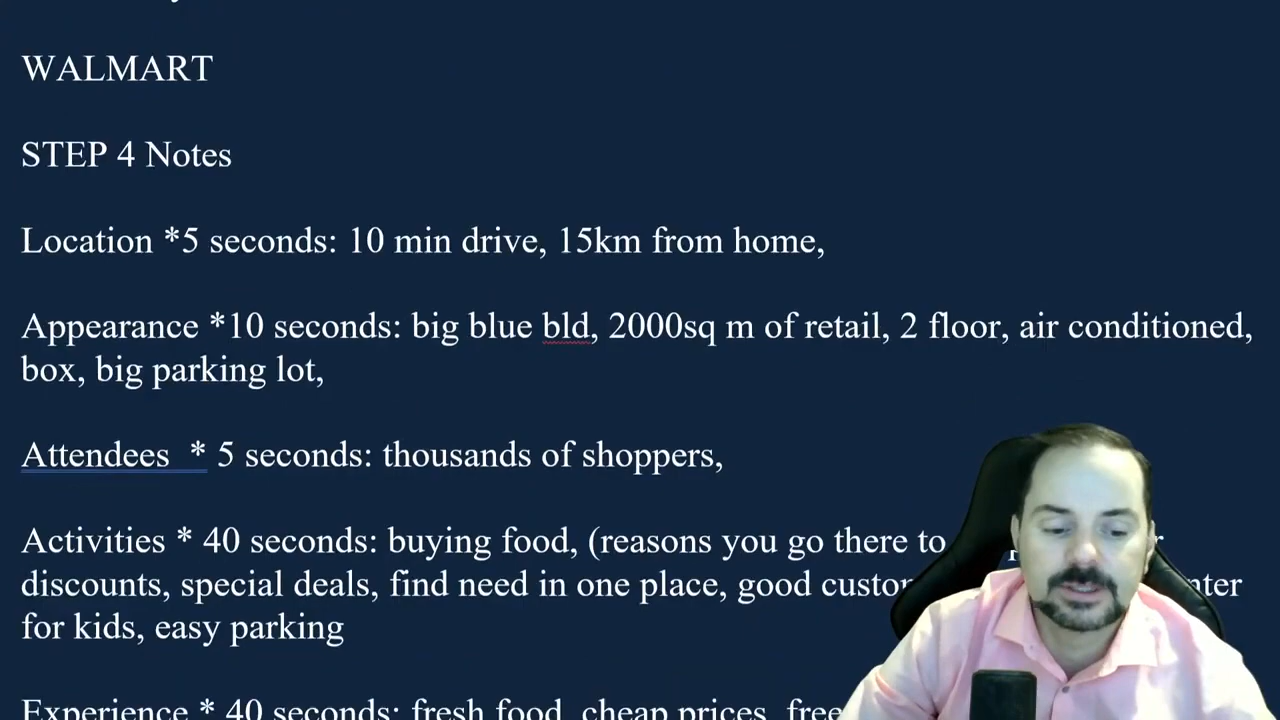 WALMART
STEP 4 Notes
Location *5 seconds: 10 min drive, 15km from home,
Appearance *10 seconds: big blue bld, 2000sq m of retail, 2 floor, air conditioned,
box, big parking lot,
Attendees * 5 seconds: thousands of shoppers,
Activities * 40 seconds: buying food, (reasons you go there to
discounts, special deals, find need in one place, good
for kids, easy parking
Experience * 40 seconds: fresh food, cheap prices,